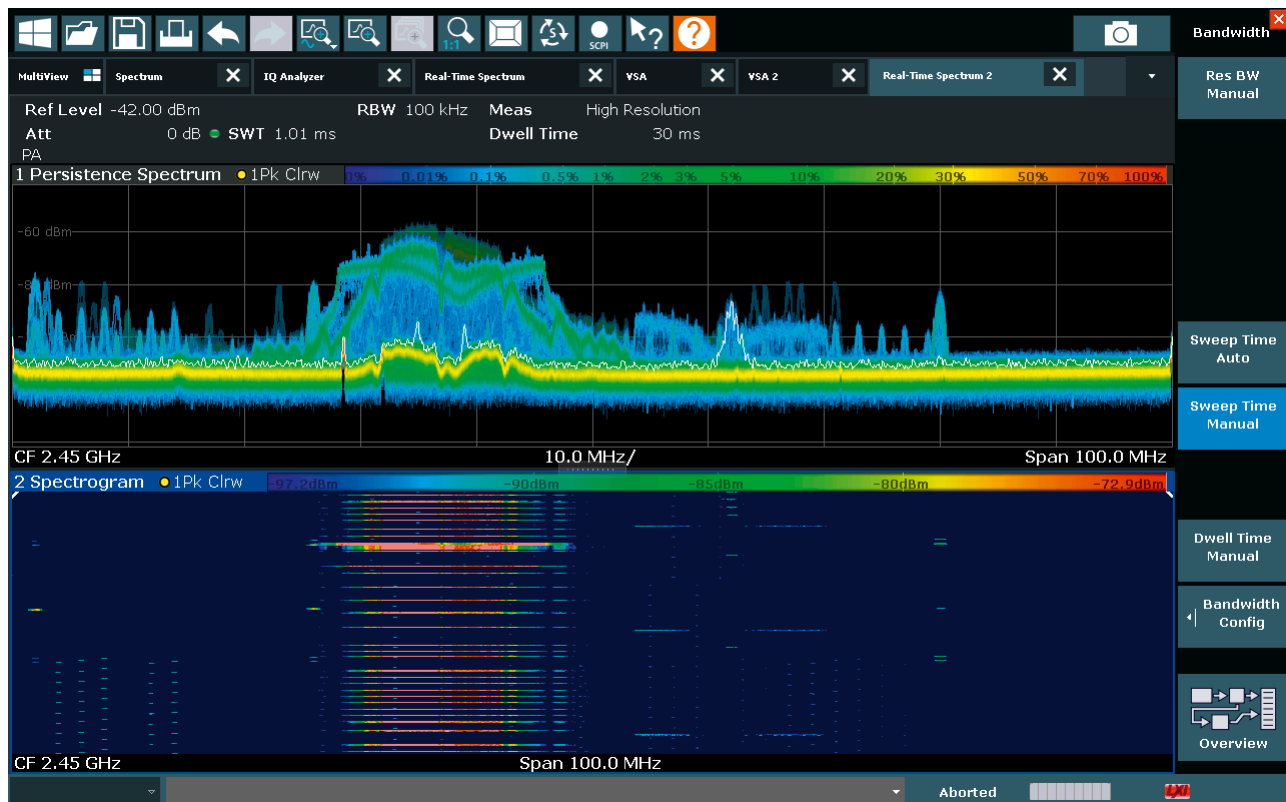 1:1
SCPI
Bandwidth
MultiView Spectrum IQ Analyzer Real-Time Spectrum VSA VSA 2 Real-Time Spectrum 2
Ref Level -42.00 dBm RBW 100 kHz Meas High Resolution
Att 0 dB SWT 1.01 ms Dwell Time 30 ms
PA
1 Persistence Spectrum 1Pk Clrw 0% 0.01% 0.1% 0.5% 1% 2% 3% 5% 10% 20% 30% 50% 70% 100%
-60 dBm
CF 2.45 GHz 10.0 MHz/ Span 100.0 MHz
2 Spectrogram 1Pk Clrw -97.2dBm -90dBm -85dBm -80dBm -72.9dBm
CF 2.45 GHz Span 100.0 MHz
Res BW
Manual
Sweep Time
Auto
Sweep Time
Manual
Dwell Time
Manual
Bandwidth
Config
Overview
Aborted
LXI